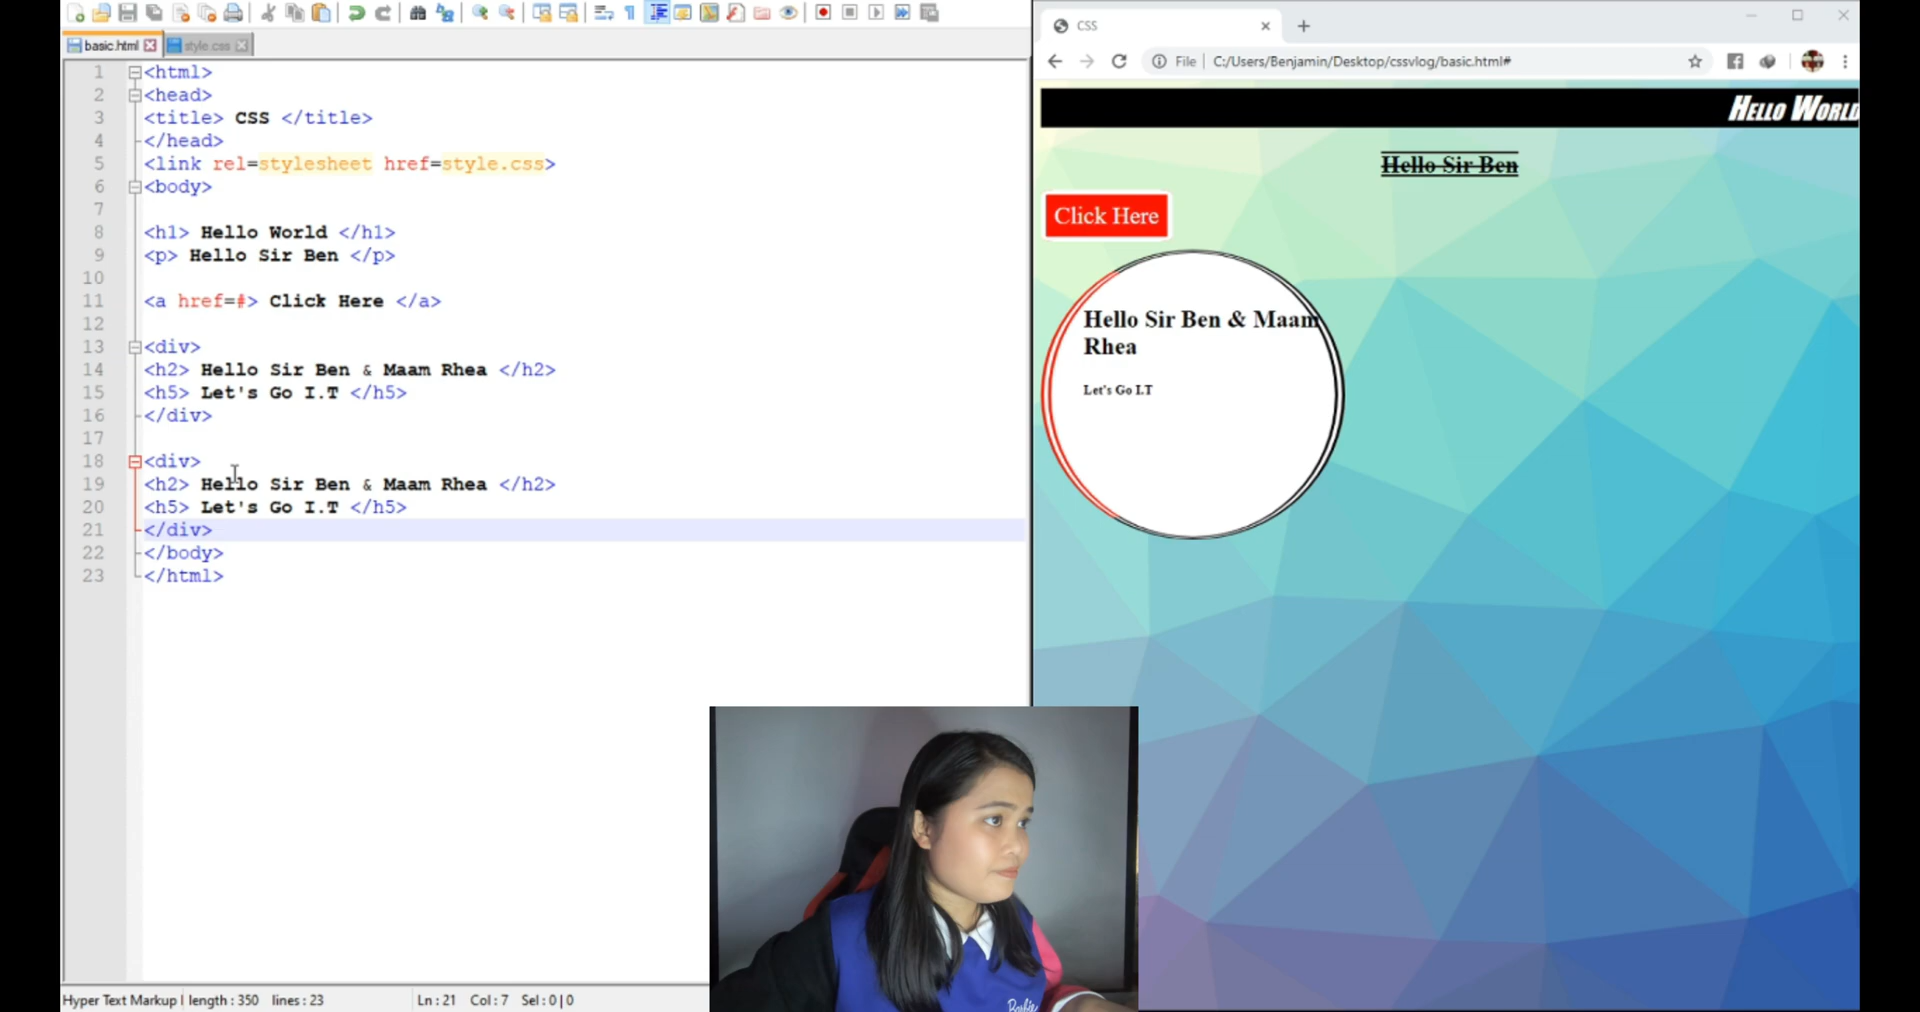 basic.html
style.css
1 <html>
2 <head>
3 <title> CSS </title>
4 </head>
5 <link rel=stylesheet href=style.css>
6 <body>
7
8 <h1> Hello World </h1>
9 <p> Hello Sir Ben </p>
10
11 <a href=#> Click Here </a>
12
13 <div>
14 <h2> Hello Sir Ben & Maam Rhea </h2>
15 <h5> Let's Go I.T </h5>
16 </div>
17
18 <div>
19 <h2> Hello Sir Ben & Maam Rhea </h2>
20 <h5> Let's Go I.T </h5>
21 </div>
22 </body>
23 </html>
Hyper Text Markup l length : 350 lines : 23 Ln : 21 Col : 7 Sel : 0 | 0
CSS
File C:/Users/Benjamin/Desktop/cssvlog/basic.html#
Hello World
Hello Sir Ben
Click Here
Hello Sir Ben & Maam
Rhea
Let's Go I.T
Barbie